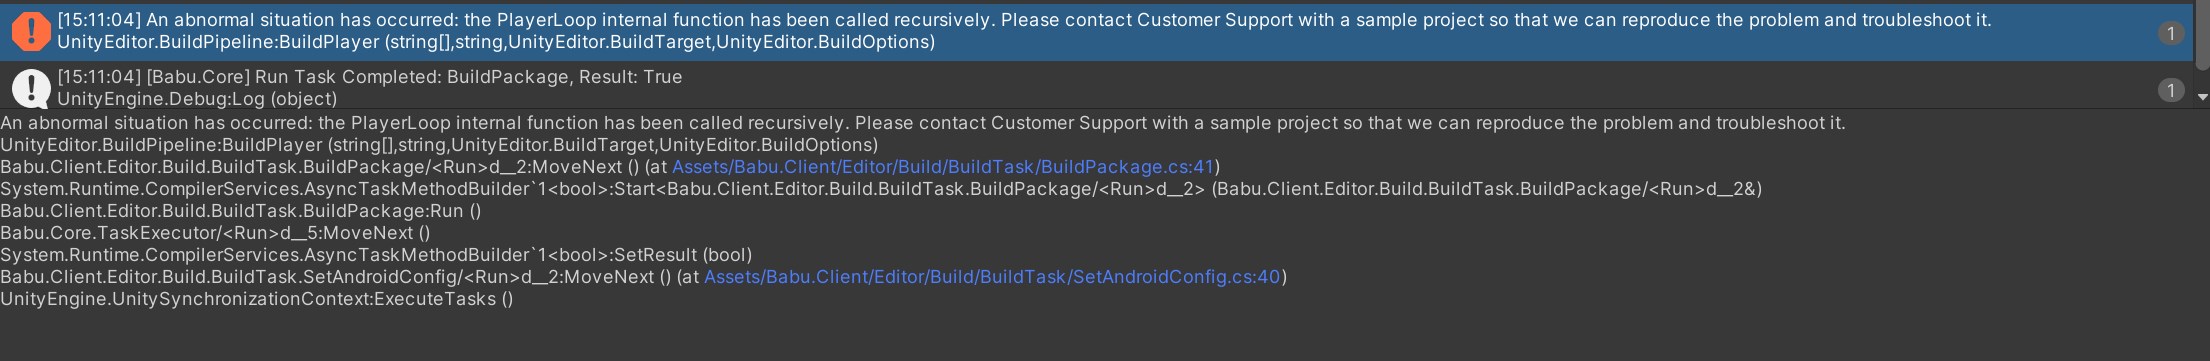 [15:11:04] An abnormal situation has occurred: the PlayerLoop internal function has been called recursively. Please contact Customer Support with a sample project so that we can reproduce the problem and troubleshoot it.
UnityEditor.BuildPipeline:BuildPlayer (string[],string,UnityEditor.BuildTarget,UnityEditor.BuildOptions)
1
[15:11:04] [Babu.Core] Run Task Completed: BuildPackage, Result: True
UnityEngine.Debug:Log (object)
1
An abnormal situation has occurred: the PlayerLoop internal function has been called recursively. Please contact Customer Support with a sample project so that we can reproduce the problem and troubleshoot it.
UnityEditor.BuildPipeline:BuildPlayer (string[],string,UnityEditor.BuildTarget,UnityEditor.BuildOptions)
Babu.Client.Editor.Build.BuildTask.BuildPackage/<Run>d__2:MoveNext () (at Assets/Babu.Client/Editor/Build/BuildTask/BuildPackage.cs:41)
System.Runtime.CompilerServices.AsyncTaskMethodBuilder`1<bool>:Start<Babu.Client.Editor.Build.BuildTask.BuildPackage/<Run>d__2> (Babu.Client.Editor.Build.BuildTask.BuildPackage/<Run>d__2&)
Babu.Client.Editor.Build.BuildTask.BuildPackage:Run ()
Babu.Core.TaskExecutor/<Run>d__5:MoveNext ()
System.Runtime.CompilerServices.AsyncTaskMethodBuilder`1<bool>:SetResult (bool)
Babu.Client.Editor.Build.BuildTask.SetAndroidConfig/<Run>d__2:MoveNext () (at Assets/Babu.Client/Editor/Build/BuildTask/SetAndroidConfig.cs:40)
UnityEngine.UnitySynchronizationContext:ExecuteTasks ()